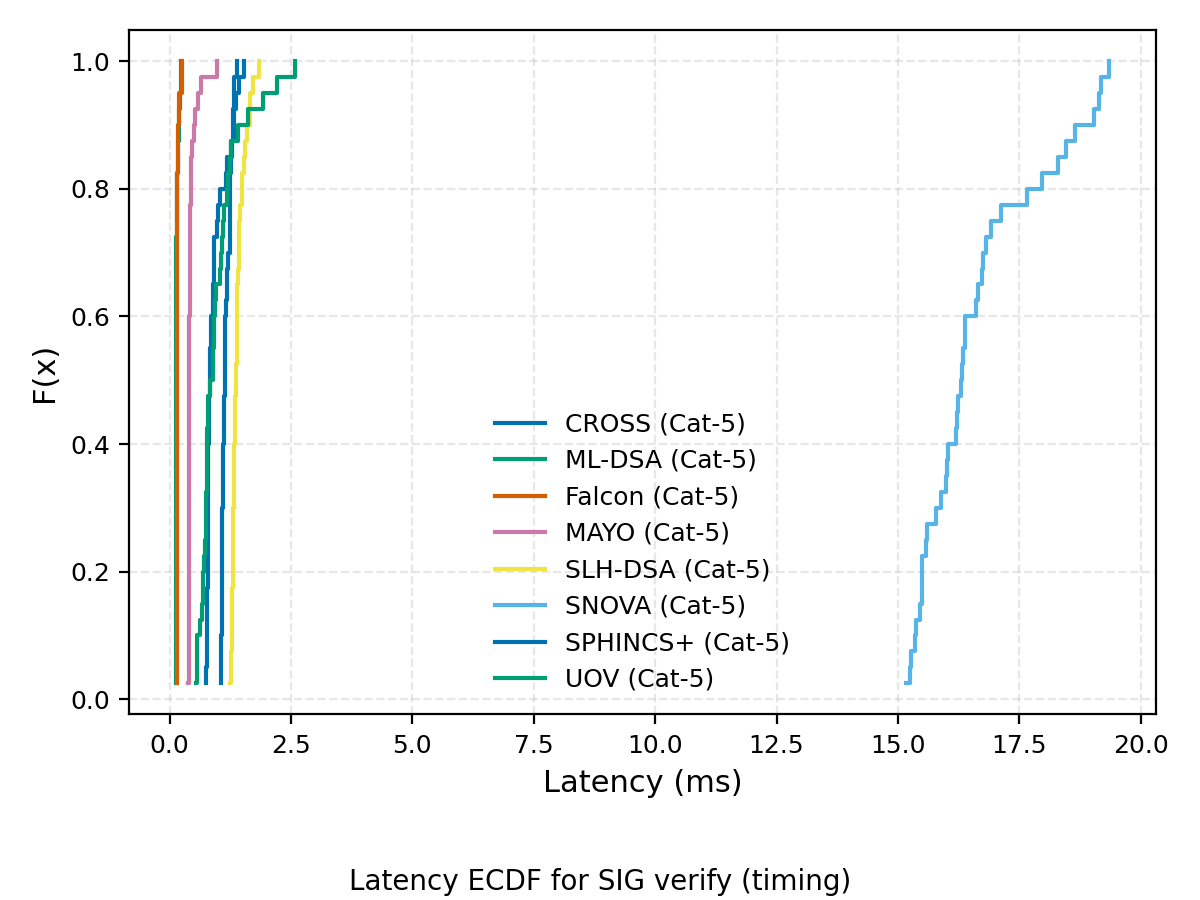 1.0
0.8
0.6
0.4
0.2
0.0
F(x)
CROSS (Cat-5)
ML-DSA (Cat-5)
Falcon (Cat-5)
MAYO (Cat-5)
SLH-DSA (Cat-5)
SNOVA (Cat-5)
SPHINCS+ (Cat-5)
UOV (Cat-5)
0.0 2.5 5.0 7.5 10.0 12.5 15.0 17.5 20.0
Latency (ms)
Latency ECDF for SIG verify (timing)